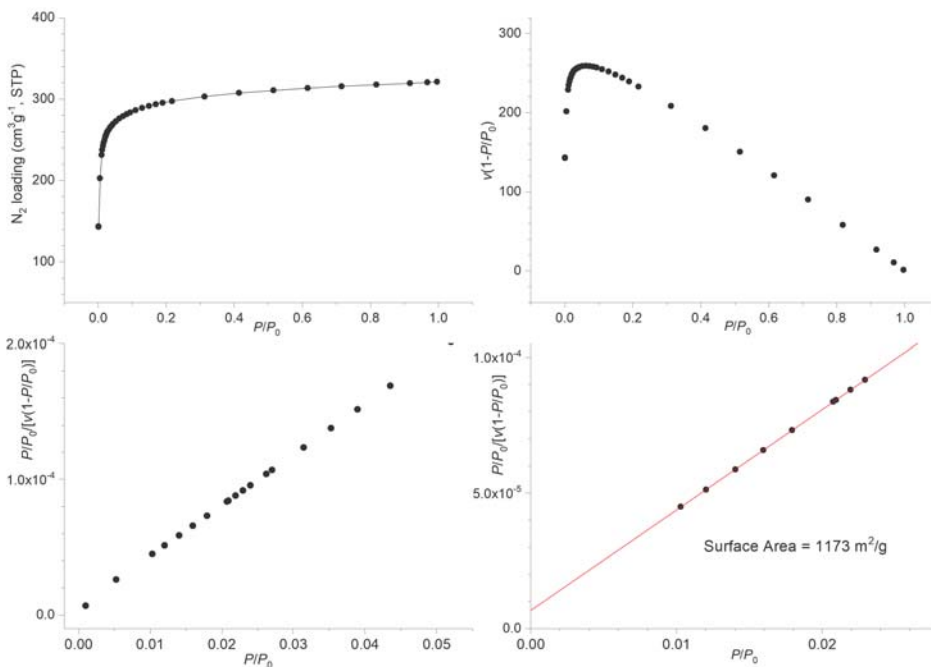 400
300
200
100
N₂ loading (cm³g⁻¹, STP)
0.0 0.2 0.4 0.6 0.8 1.0
P/P₀
300
200
100
0
v(1-P/P₀)
0.0 0.2 0.4 0.6 0.8 1.0
P/P₀
2.0x10⁻⁴
1.0x10⁻⁴
0.0
P/P₀/[v(1-P/P₀)]
0.00 0.01 0.02 0.03 0.04 0.05
P/P₀
1.0x10⁻⁴
5.0x10⁻⁵
0.0
P/P₀/[v(1-P/P₀)]
Surface Area = 1173 m²/g
0.00 0.01 0.02
P/P₀